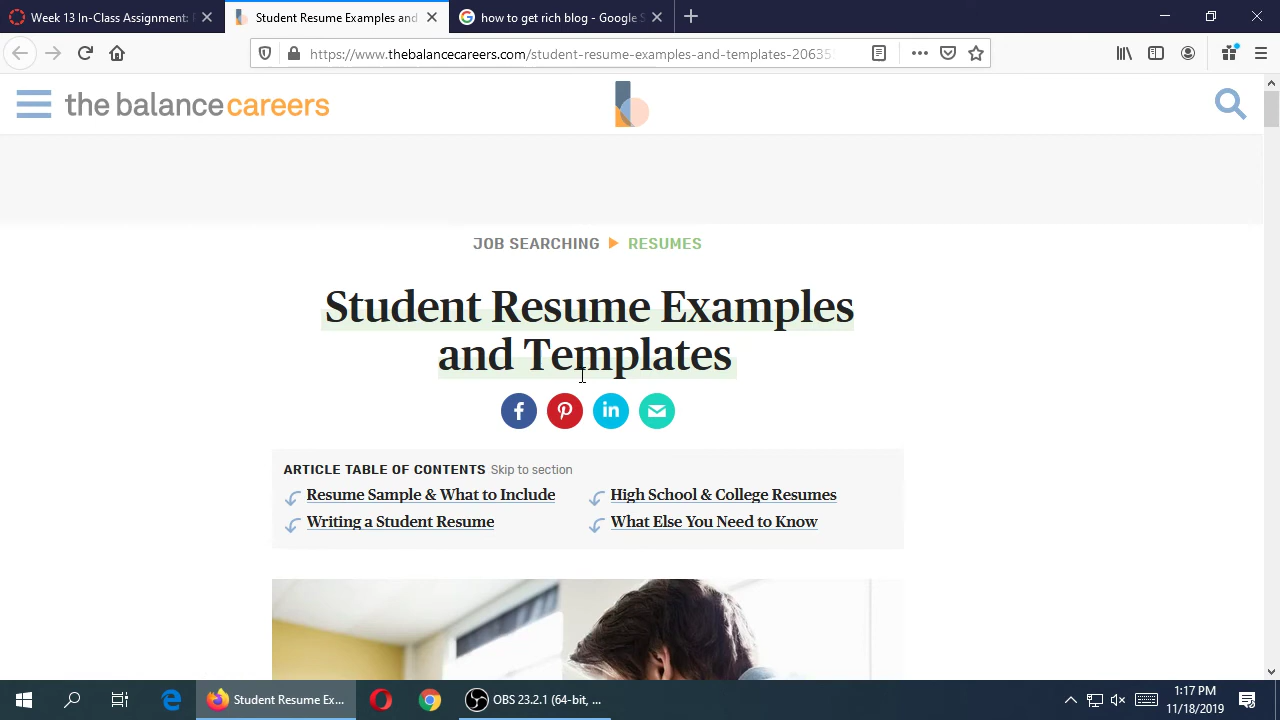 Week 13 In-Class Assignment:
Student Resume Examples and
how to get rich blog - Google S
https://www.thebalancecareers.com/student-resume-examples-and-templates-20635
the balance careers
JOB SEARCHING RESUMES
Student Resume Examples
and Templates
ARTICLE TABLE OF CONTENTS Skip to section
Resume Sample & What to Include
High School & College Resumes
Writing a Student Resume
What Else You Need to Know
Student Resume Ex...
OBS 23.2.1 (64-bit, ...
1:17 PM
11/18/2019